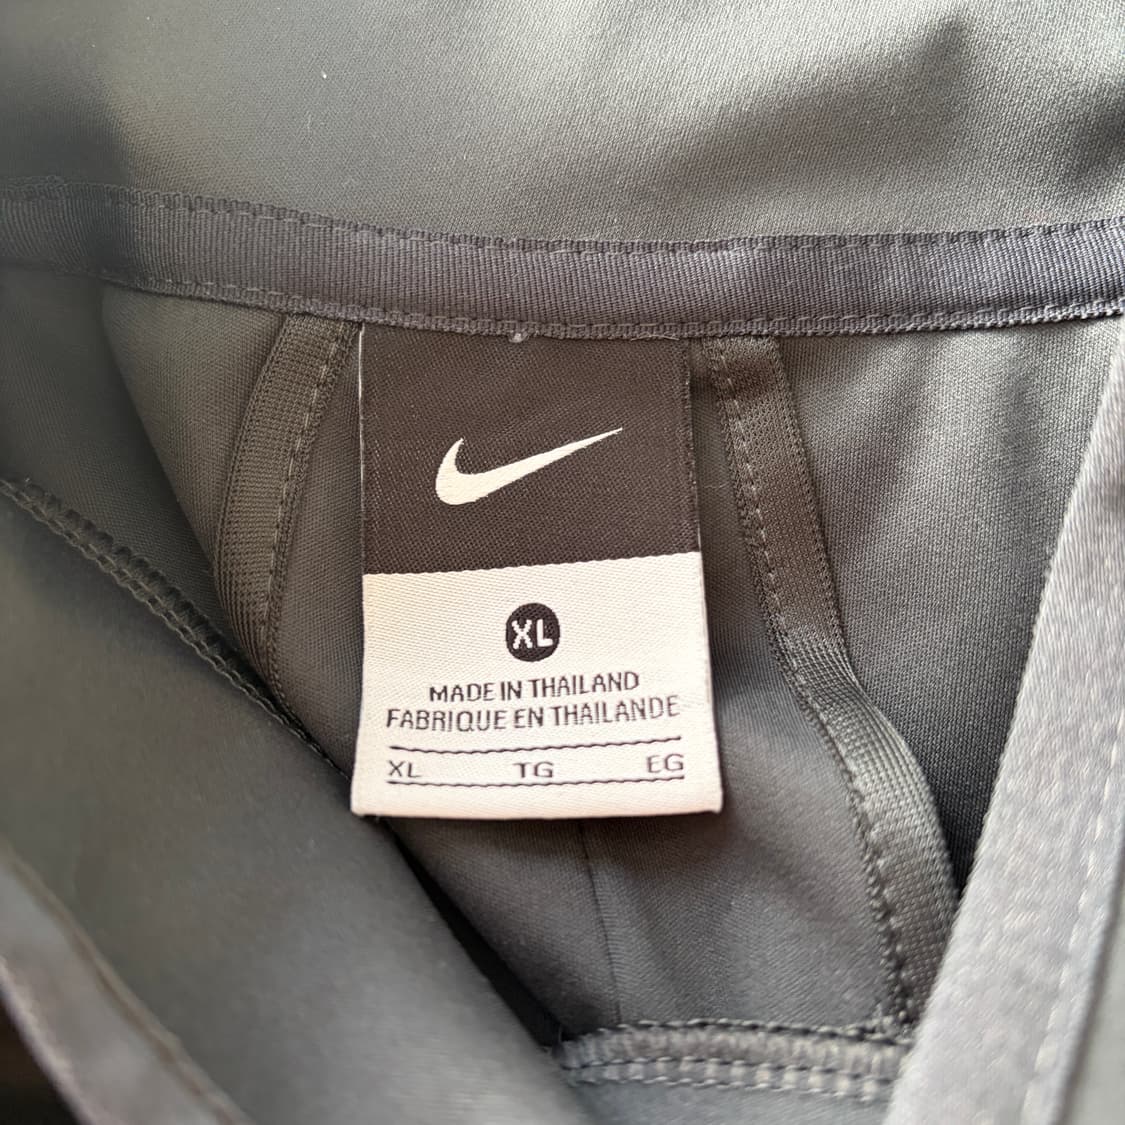 XL
MADE IN THAILAND
FABRIQUE EN THAILANDE
XL TG EG